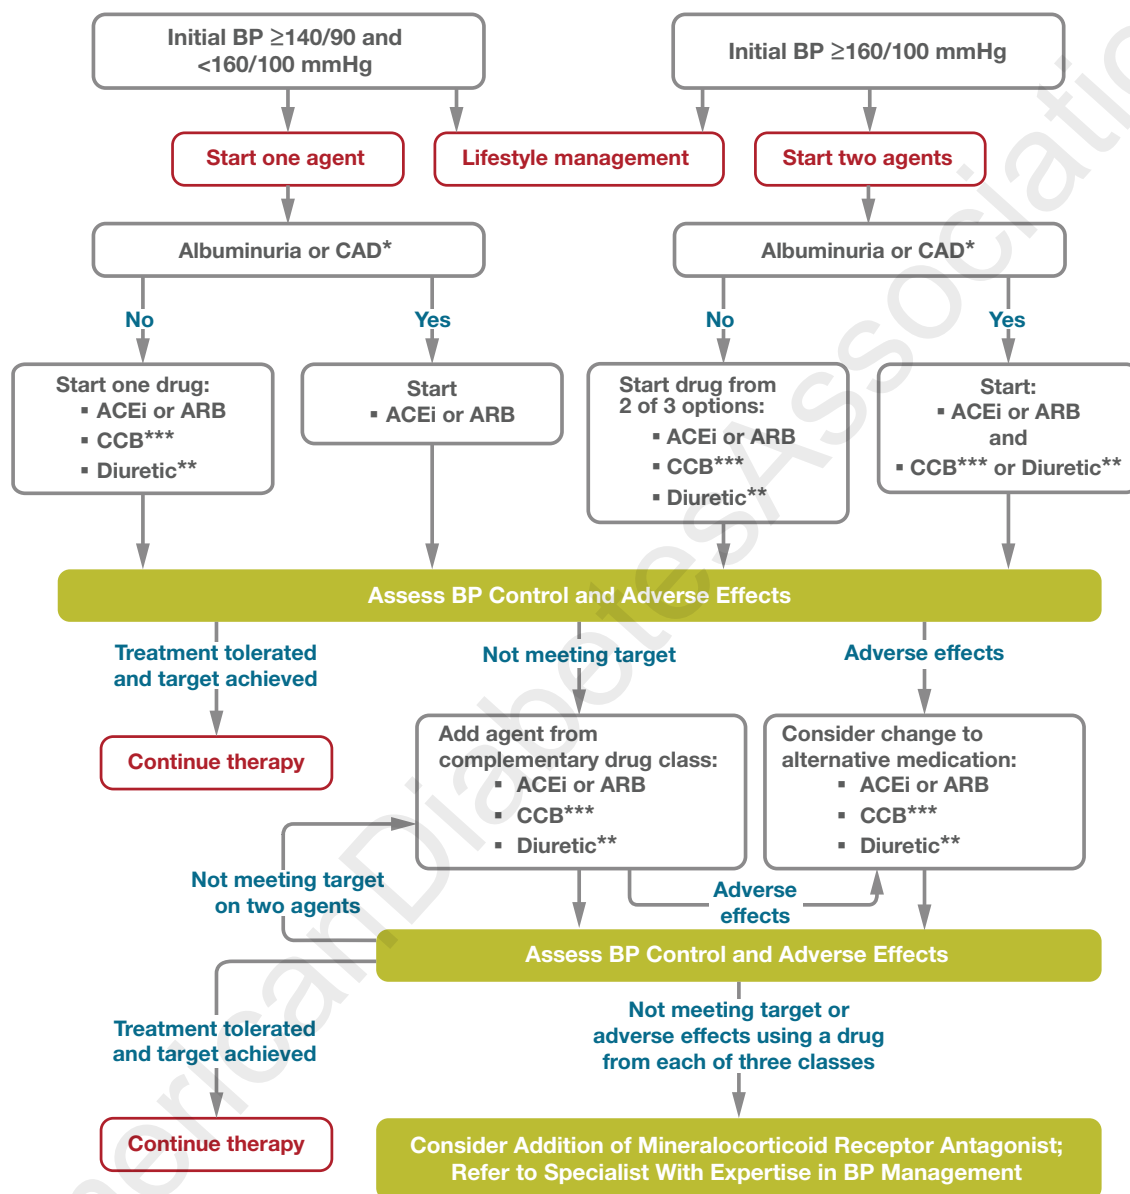 Initial BP ≥140/90 and
<160/100 mmHg
Initial BP ≥160/100 mmHg
Start one agent
Lifestyle management
Start two agents
Albuminuria or CAD*
Albuminuria or CAD*
No
Yes
No
Yes
Start one drug:
▪ ACEi or ARB
▪ CCB***
▪ Diuretic**
Start
▪ ACEi or ARB
Start drug from
2 of 3 options:
▪ ACEi or ARB
▪ CCB***
▪ Diuretic**
Start:
▪ ACEi or ARB
and
▪ CCB*** or Diuretic**
Assess BP Control and Adverse Effects
Treatment tolerated
and target achieved
Not meeting target
Adverse effects
Continue therapy
Add agent from
complementary drug class:
▪ ACEi or ARB
▪ CCB***
▪ Diuretic**
Consider change to
alternative medication:
▪ ACEi or ARB
▪ CCB***
▪ Diuretic**
Not meeting target
on two agents
Adverse
effects
Assess BP Control and Adverse Effects
Treatment tolerated
and target achieved
Not meeting target or
adverse effects using a drug
from each of three classes
Continue therapy
Consider Addition of Mineralocorticoid Receptor Antagonist;
Refer to Specialist With Expertise in BP Management
mericanDiabetesAssociatio